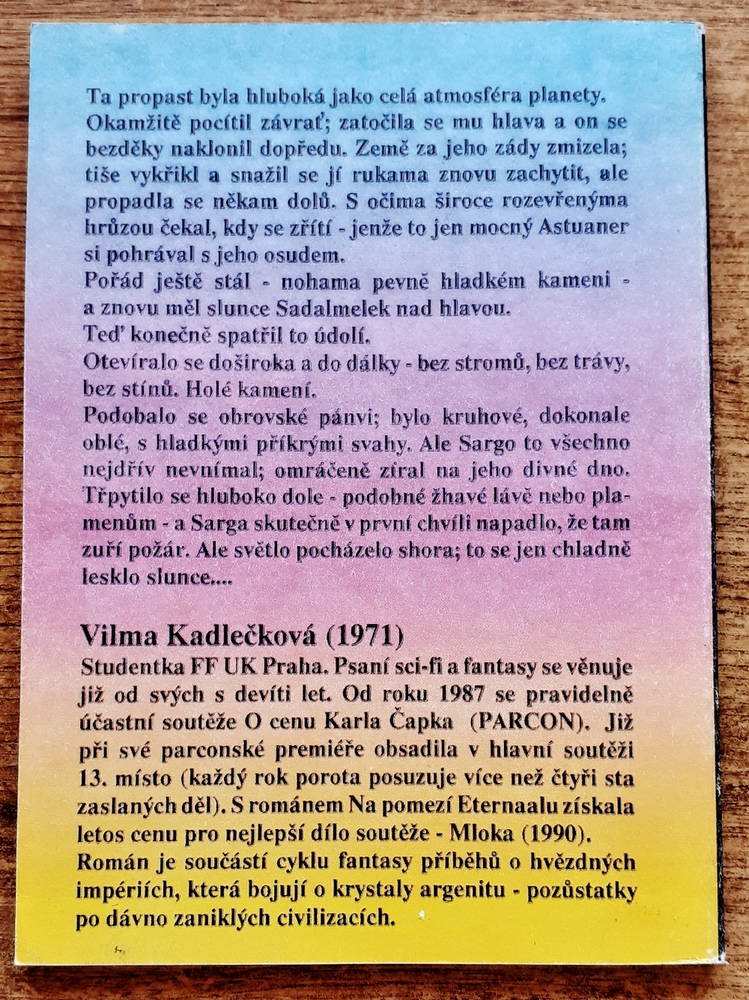 Ta propast byla hluboká jako celá atmosféra planety.
Okamžitě pocítil závrať; zatočila se mu hlava a on se
bezděky naklonil dopředu. Země za jeho zády zmizela;
tiše vykřikl a snažil se jí rukama znovu zachytit, ale
propadla se někam dolů. S očima široce rozevřenýma
hrůzou čekal, kdy se zřítí - jenže to jen mocný Astuaner
si pohrával s jeho osudem.
Pořád ještě stál - nohama pevně hladkém kameni -
a znovu měl slunce Sadalmelek nad hlavou.
Teď konečně spatřil to údolí.
Otevíralo se doširoka a do dálky - bez stromů, bez trávy,
bez stínů. Holé kamení.
Podobalo se obrovské pánvi; bylo kruhové, dokonale
oblé, s hladkými příkrými svahy. Ale Sargo to všechno
nejdřív nevnímal; omráčeně zíral na jeho divné dno.
Třpytilo se hluboko dole - podobné žhavé lávě nebo pla-
menům - a Sarga skutečně v první chvíli napadlo, že tam
zuří požár. Ale světlo pocházelo shora; to se jen chladně
lesklo slunce....
Vilma Kadlečková (1971)
Studentka FF UK Praha. Psaní sci-fi a fantasy se věnuje
již od svých s devíti let. Od roku 1987 se pravidelně
účastní soutěže O cenu Karla Čapka (PARCON). Již
při své parconské premiéře obsadila v hlavní soutěži
13. místo (každý rok porota posuzuje více než čtyři sta
zaslaných děl). S románem Na pomezí Eternaalu získala
letos cenu pro nejlepší dílo soutěže - Mloka (1990).
Román je součástí cyklu fantasy příběhů o hvězdných
impériích, která bojují o krystaly argenitu - pozůstatky
po dávno zaniklých civilizacích.